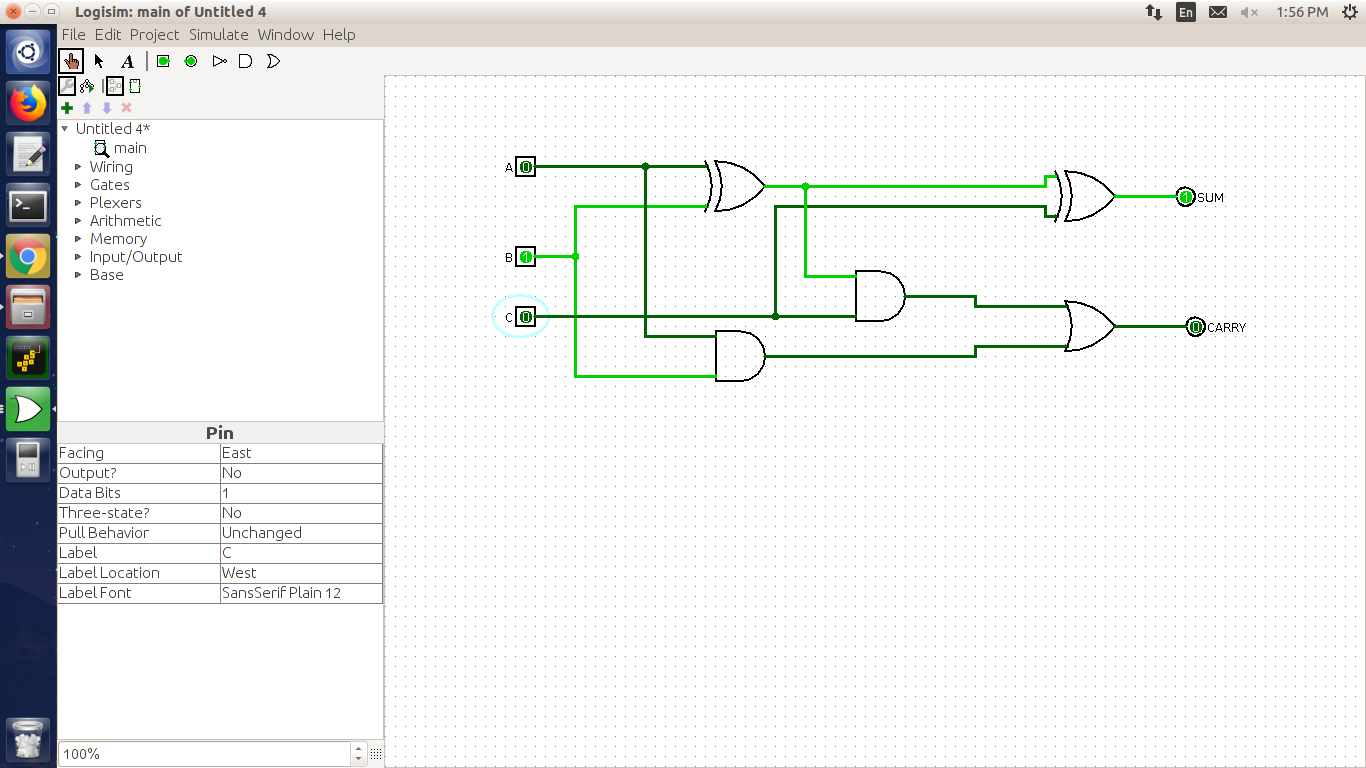 Logisim: main of Untitled 4
En
1:56 PM
File Edit Project Simulate Window Help
A
Untitled 4*
main
Wiring
Gates
Plexers
Arithmetic
Memory
Input/Output
Base
Pin
Facing East
Output? No
Data Bits 1
Three-state? No
Pull Behavior Unchanged
Label C
Label Location West
Label Font SansSerif Plain 12
100%
A 0
B 1
C 0
1 SUM
0 CARRY